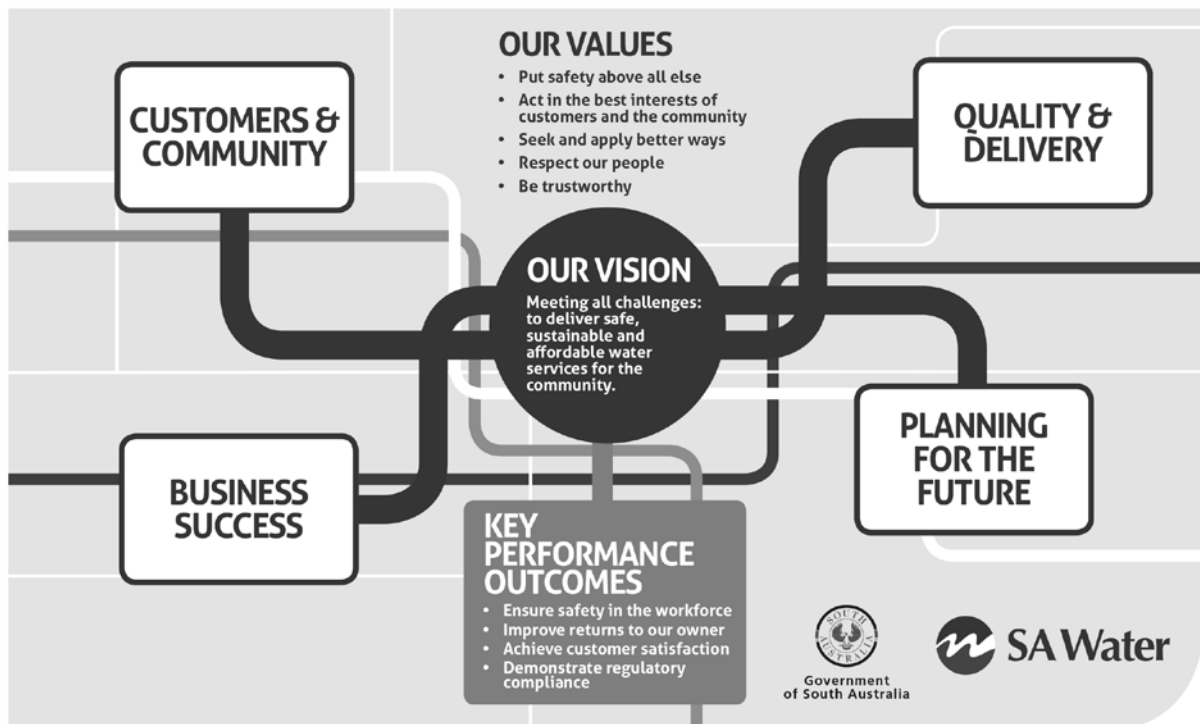 OUR VALUES
• Put safety above all else
• Act in the best interests of
customers and the community
• Seek and apply better ways
• Respect our people
• Be trustworthy
CUSTOMERS &
COMMUNITY
QUALITY &
DELIVERY
OUR VISION
Meeting all challenges:
to deliver safe,
sustainable and
affordable water
services for the
community.
BUSINESS
SUCCESS
PLANNING
FOR THE
FUTURE
KEY
PERFORMANCE
OUTCOMES
• Ensure safety in the workforce
• Improve returns to our owner
• Achieve customer satisfaction
• Demonstrate regulatory
compliance
SOUTH
AUSTRALIA
Government
of South Australia
SA Water